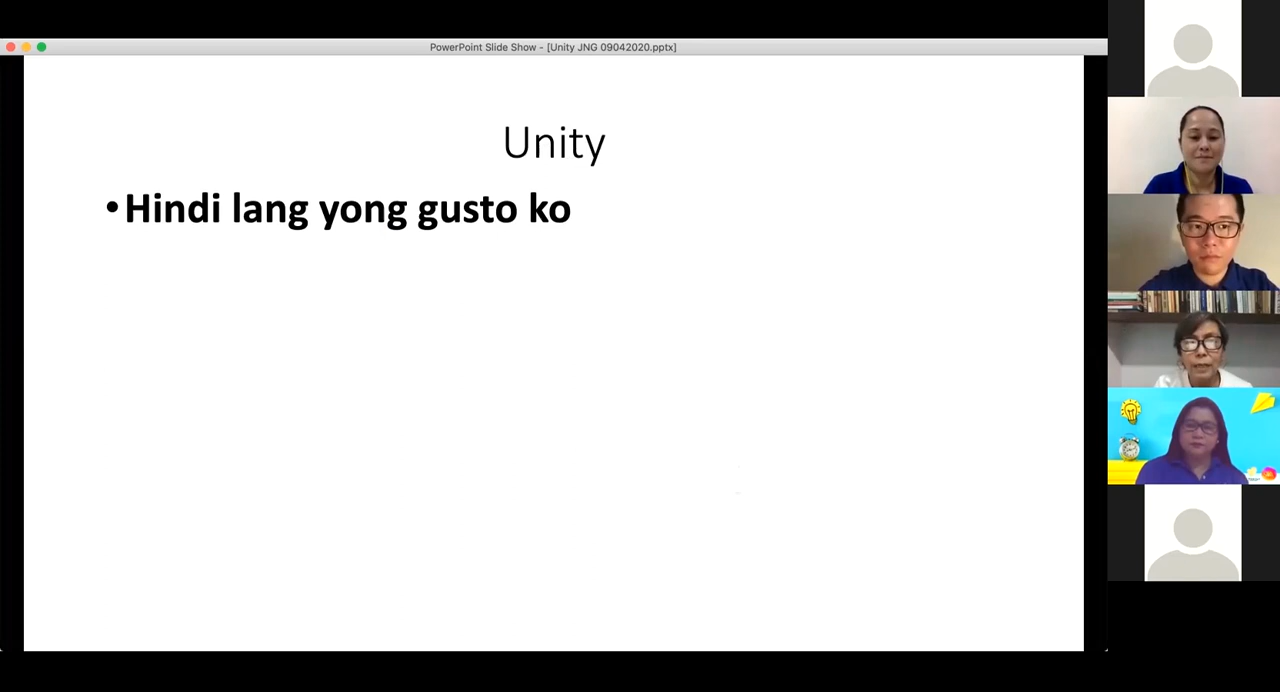 PowerPoint Slide Show - [Unity JNG 09042020.pptx]
Unity
•Hindi lang yong gusto ko